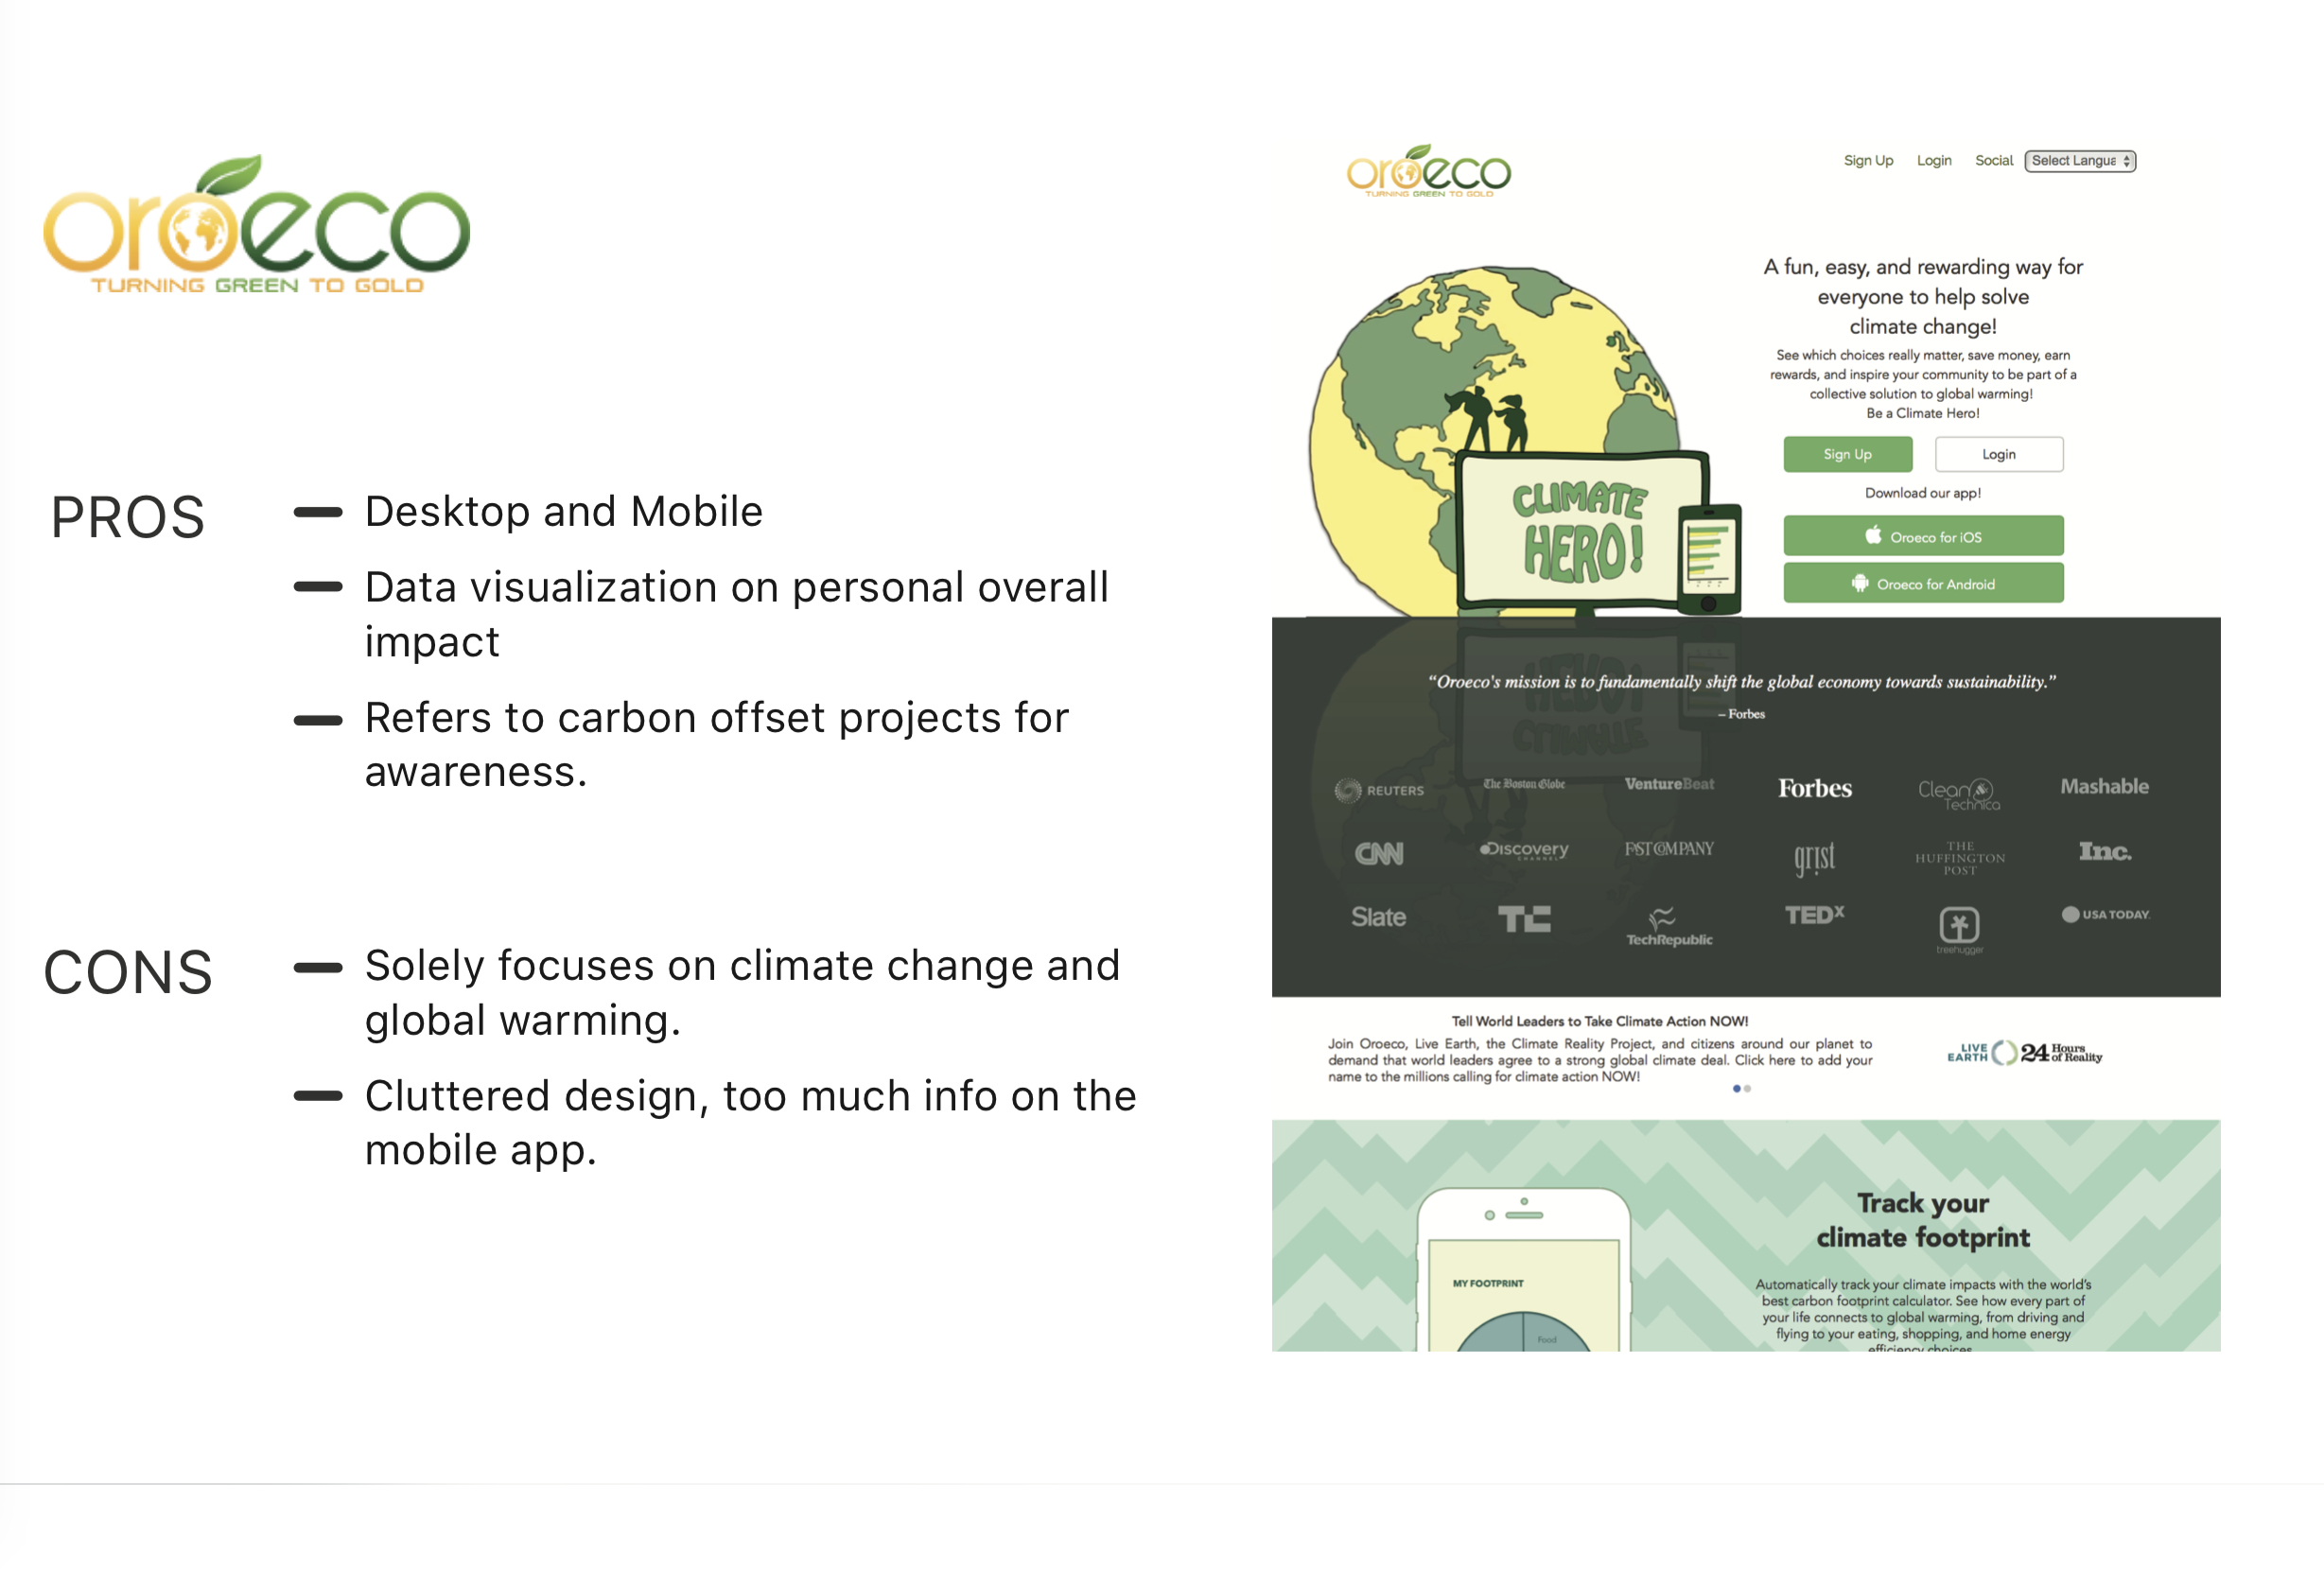 oroeco
TURNING GREEN TO GOLD
PROS
Desktop and Mobile
Data visualization on personal overall
impact
Refers to carbon offset projects for
awareness.
CONS
Solely focuses on climate change and
global warming.
Cluttered design, too much info on the
mobile app.
oroeco
TURNING GREEN TO GOLD
Sign Up Login Social Select Langua
A fun, easy, and rewarding way for
everyone to help solve
climate change!
See which choices really matter, save money, earn
rewards, and inspire your community to be part of a
collective solution to global warming!
Be a Climate Hero!
Sign Up Login
Download our app!
Oroeco for iOS
Oroeco for Android
CLIMATE
HERO!
“Oroeco's mission is to fundamentally shift the global economy towards sustainability.”
– Forbes
REUTERS The Boston Globe VentureBeat Forbes CleanTechnica Mashable
CNN Discovery CHANNEL FAST COMPANY grist THE HUFFINGTON POST Inc.
Slate TC TechRepublic TEDx treehugger USA TODAY
Tell World Leaders to Take Climate Action NOW!
Join Oroeco, Live Earth, the Climate Reality Project, and citizens around our planet to
demand that world leaders agree to a strong global climate deal. Click here to add your
name to the millions calling for climate action NOW!
LIVE EARTH 24 Hours of Reality
MY FOOTPRINT
Food
Track your
climate footprint
Automatically track your climate impacts with the world's
best carbon footprint calculator. See how every part of
your life connects to global warming, from driving and
flying to your eating, shopping, and home energy
efficiency choices